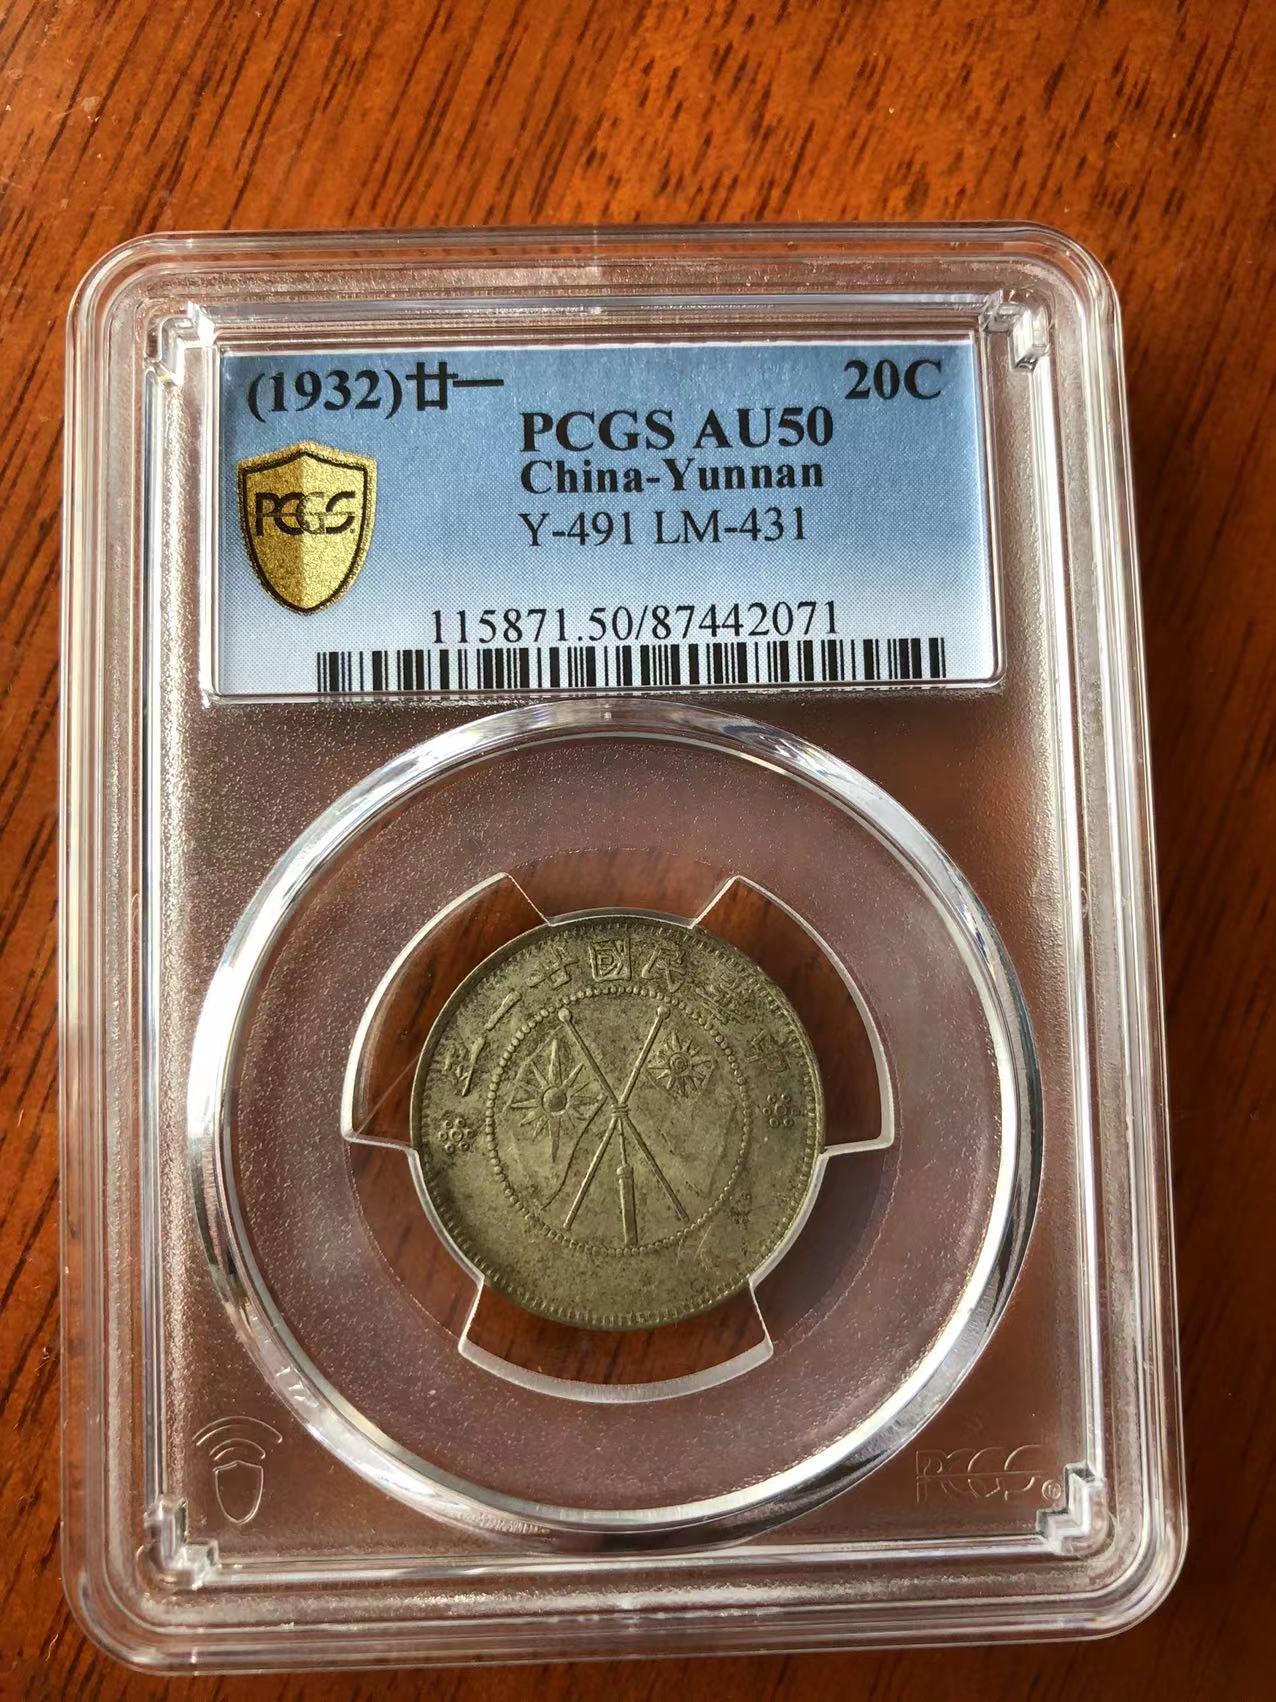 (1932)廿一 20C
PCGS AU50
China-Yunnan
PCGS
Y-491 LM-431
115871.50/87442071
中華民國廿一年
PCGS